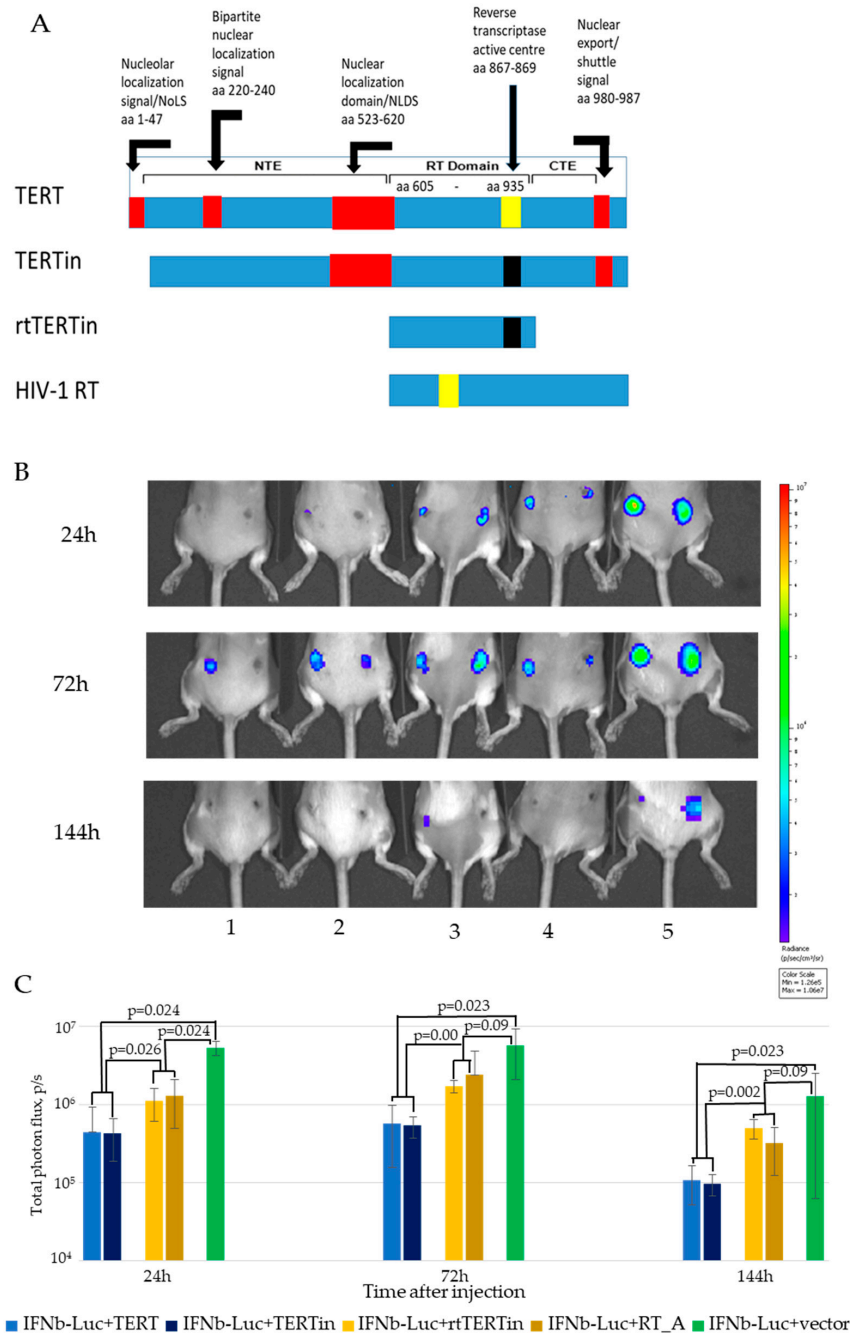 A
Nucleolar
localization
signal/NoLS
aa 1-47
Bipartite
nuclear
localization
signal
aa 220-240
Nuclear
localization
domain/NLDS
aa 523-620
Reverse
transcriptase
active centre
aa 867-869
Nuclear
export/
shuttle
signal
aa 980-987
NTE
RT Domain
CTE
aa 605 - aa 935
TERT
TERTin
rtTERTin
HIV-1 RT
B
24h
72h
144h
1 2 3 4 5
Radiance
(p/sec/cm²/sr)
Color Scale
Min = 1.26e5
Max = 1.06e7
C
p=0.024
p=0.024
p=0.026
p=0.023
p=0.09
p=0.00
p=0.023
p=0.09
p=0.002
Total photon flux, p/s
10⁷
10⁶
10⁵
10⁴
24h 72h 144h
Time after injection
IFNb-Luc+TERT IFNb-Luc+TERTin IFNb-Luc+rtTERTin IFNb-Luc+RT_A IFNb-Luc+vector